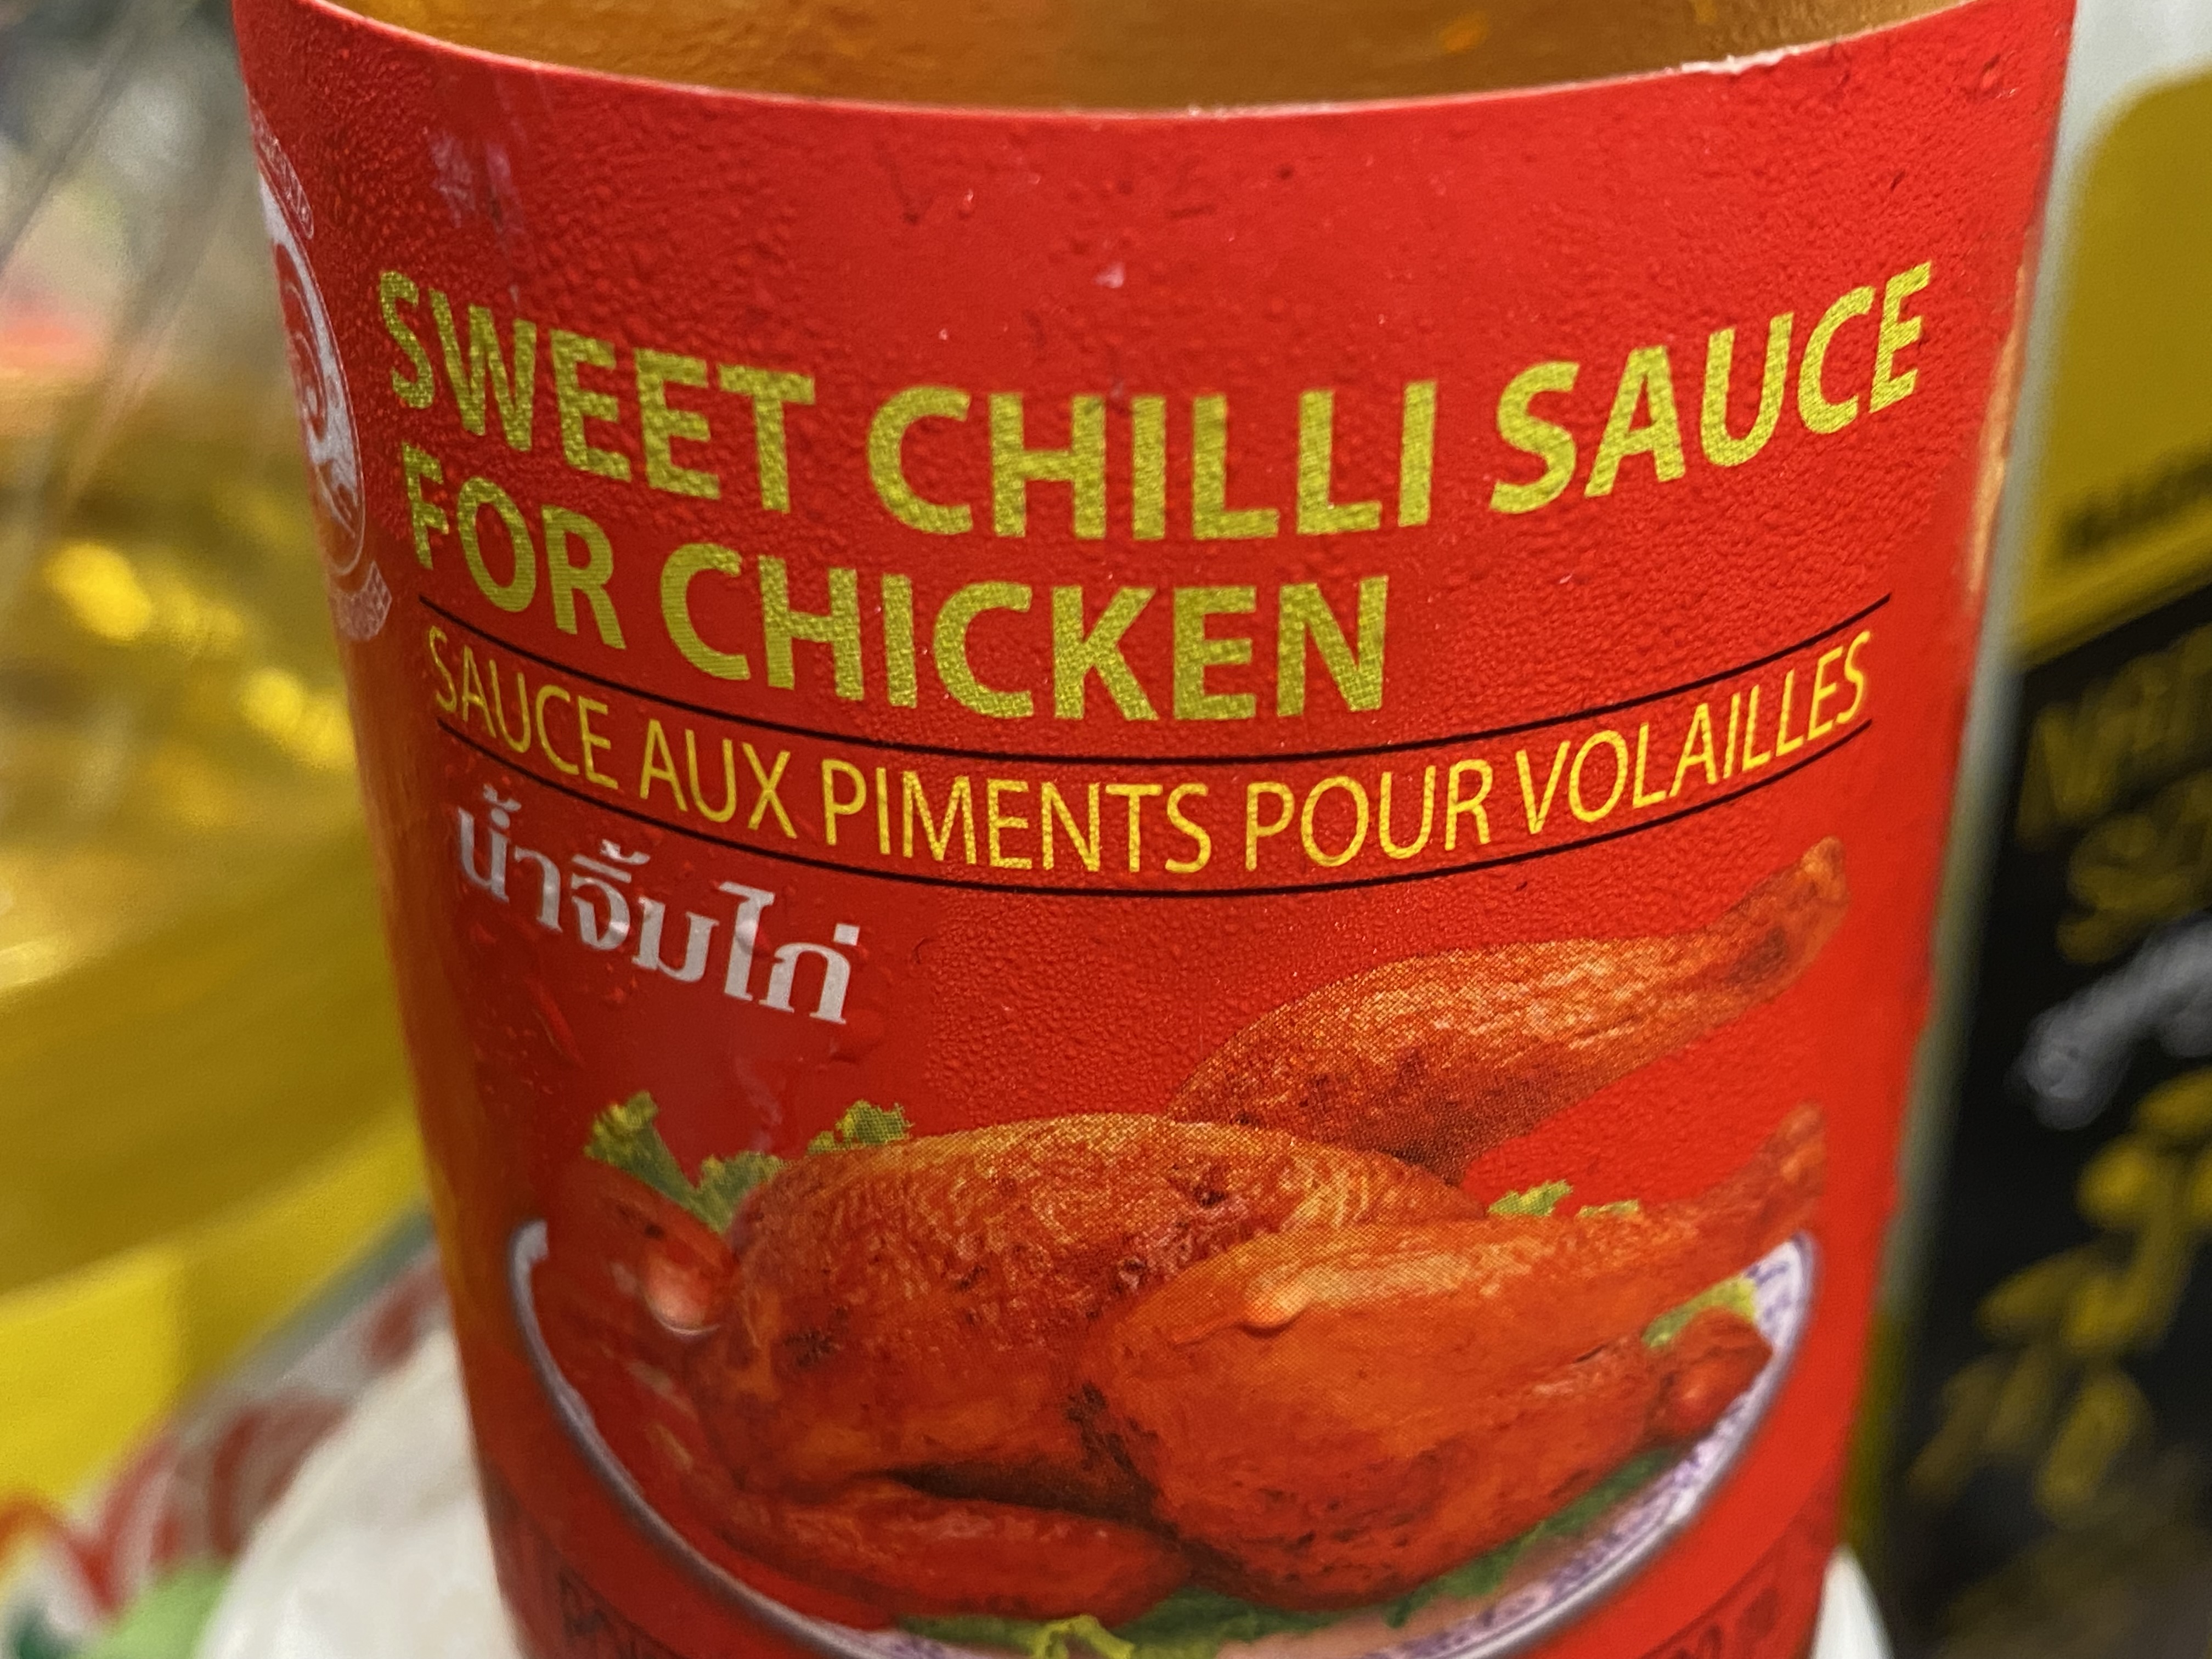 SWEET CHILLI SAUCE
FOR CHICKEN
SAUCE AUX PIMENTS POUR VOLAILLES
น้ำจิ้มไก่